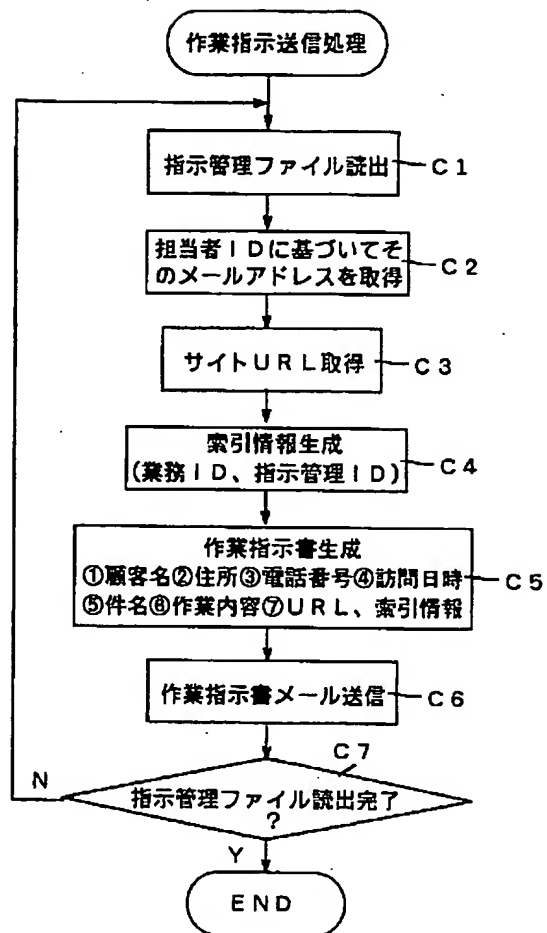 作業指示送信処理
指示管理ファイル読出
C1
担当者IDに基づいてそ
のメールアドレスを取得
C2
サイトURL取得
C3
索引情報生成
(業務ID、指示管理ID)
C4
作業指示書生成
①顧客名②住所③電話番号④訪問日時
⑤件名⑥作業内容⑦URL、索引情報
C5
作業指示書メール送信
C6
C7
N
指示管理ファイル読出完了
?
Y
END